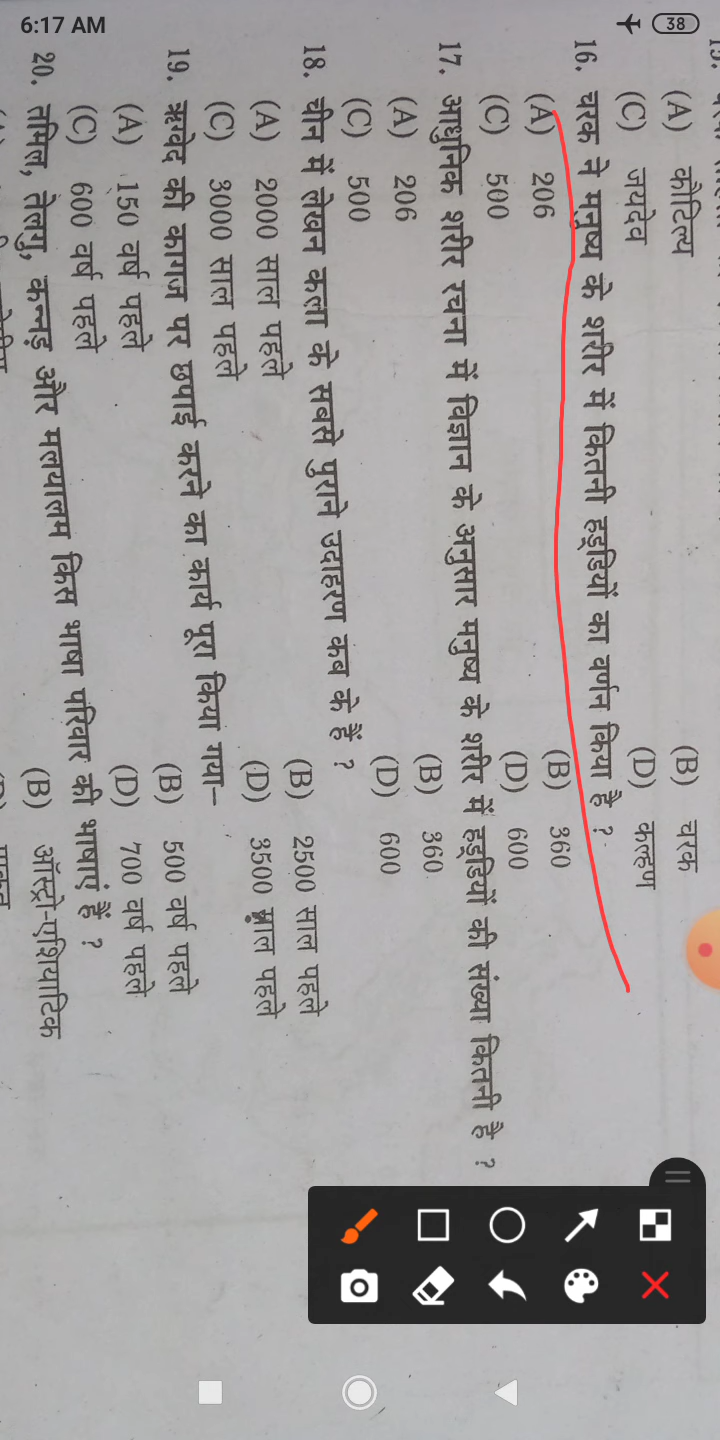 6:17 AM
38
15.
(A) कौटिल्य (B) चरक
(C) जयदेव (D) कल्हण
16. चरक ने मनुष्य के शरीर में कितनी हड्डियों का वर्णन किया है ?
(A) 206 (B) 360
(C) 500 (D) 600
17. आधुनिक शरीर रचना में विज्ञान के अनुसार मनुष्य के शरीर में हड्डियों की संख्या कितनी है ?
(A) 206 (B) 360
(C) 500 (D) 600
18. चीन में लेखन कला के सबसे पुराने उदाहरण कब के हैं ?
(A) 2000 साल पहले (B) 2500 साल पहले
(C) 3000 साल पहले (D) 3500 साल पहले
19. ऋग्वेद की कागज पर छपाई करने का कार्य पूरा किया गया–
(A) 150 वर्ष पहले (B) 500 वर्ष पहले
(C) 600 वर्ष पहले (D) 700 वर्ष पहले
20. तमिल, तेलगु, कन्नड़ और मलयालम किस भाषा परिवार की भाषाएं हैं ?
(B) ऑस्ट्रो-एशियाटिक